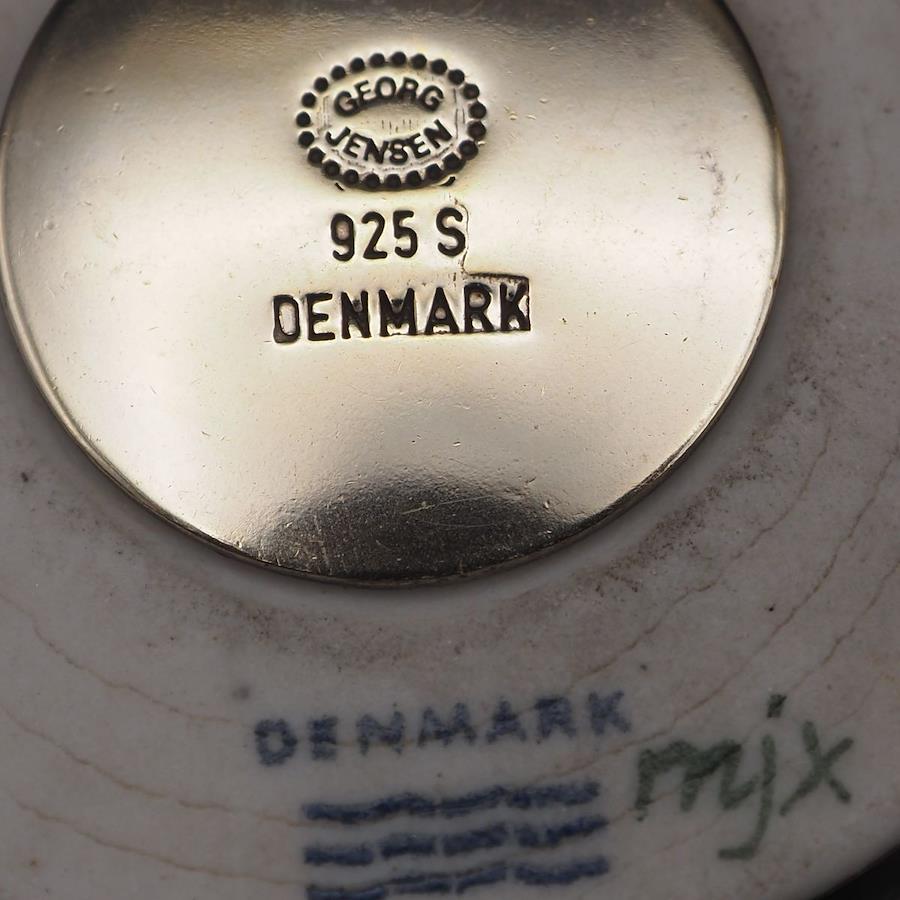 GEORG
JENSEN
925 S
DENMARK
DENMARK
mjx